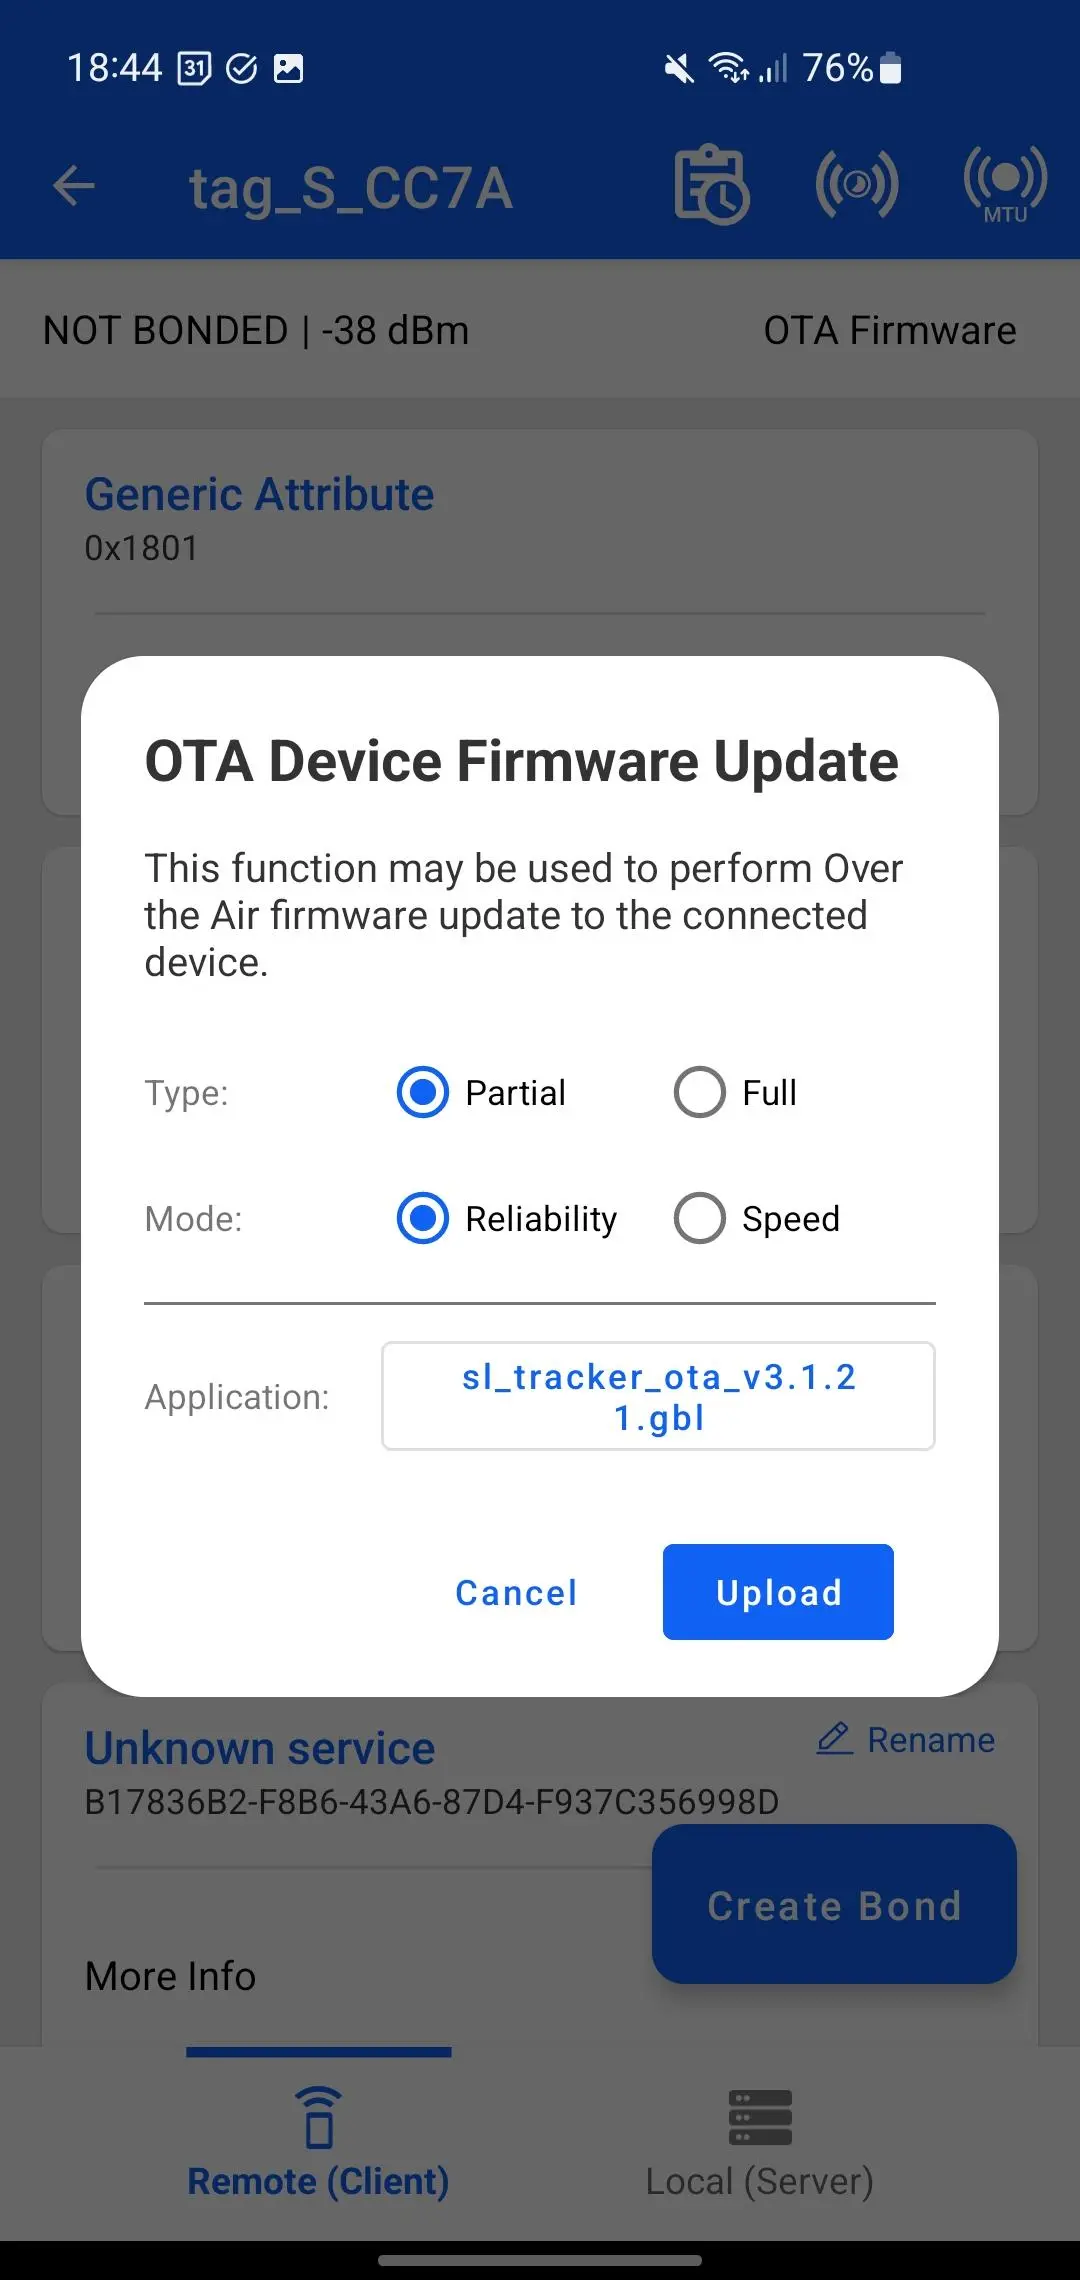 18:44 31 76%
tag_S_CC7A
MTU
NOT BONDED | -38 dBm
OTA Firmware
Generic Attribute
0x1801
OTA Device Firmware Update
This function may be used to perform Over
the Air firmware update to the connected
device.
Type: Partial Full
Mode: Reliability Speed
Application: sl_tracker_ota_v3.1.2
1.gbl
Cancel Upload
Unknown service
Rename
B17836B2-F8B6-43A6-87D4-F937C356998D
Create Bond
More Info
Remote (Client)
Local (Server)